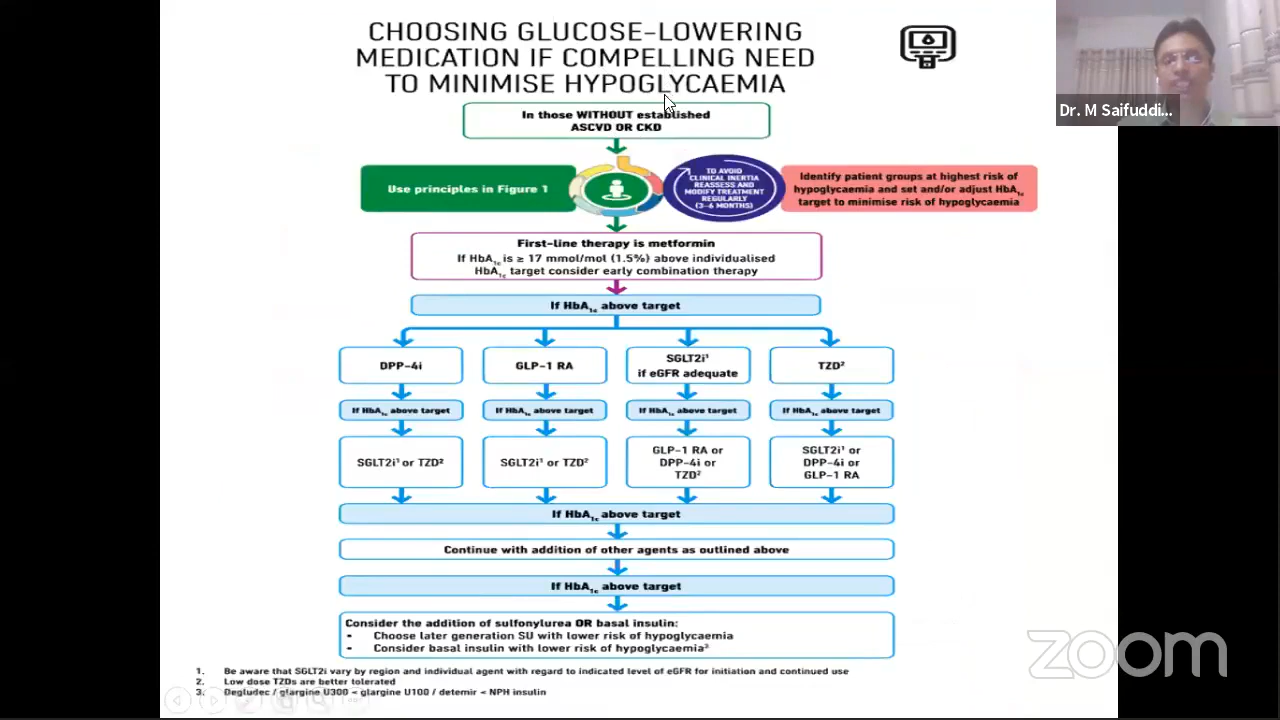 CHOOSING GLUCOSE-LOWERING
MEDICATION IF COMPELLING NEED
TO MINIMISE HYPOGLYCAEMIA
Dr. M Saifuddi...
In those WITHOUT established
ASCVD OR CKD
Use principles in Figure 1
TO AVOID
CLINICAL INERTIA
REASSESS AND
MODIFY TREATMENT
REGULARLY
(3-6 MONTHS)
Identify patient groups at highest risk of
hypoglycaemia and set and/or adjust HbA1c
target to minimise risk of hypoglycaemia
First-line therapy is metformin
If HbA1c is ≥ 17 mmol/mol (1.5%) above individualised
HbA1c target consider early combination therapy
If HbA1c above target
DPP-4i
GLP-1 RA
SGLT2i¹
if eGFR adequate
TZD²
If HbA1c above target
If HbA1c above target
If HbA1c above target
If HbA1c above target
SGLT2i¹ or TZD²
SGLT2i¹ or TZD²
GLP-1 RA or
DPP-4i or
TZD²
SGLT2i¹ or
DPP-4i or
GLP-1 RA
If HbA1c above target
Continue with addition of other agents as outlined above
If HbA1c above target
Consider the addition of sulfonylurea OR basal insulin:
• Choose later generation SU with lower risk of hypoglycaemia
• Consider basal insulin with lower risk of hypoglycaemia³
1. Be aware that SGLT2i vary by region and individual agent with regard to indicated level of eGFR for initiation and continued use
2. Low dose TZDs are better tolerated
3. Degludec / glargine U300 < glargine U100 / detemir < NPH insulin
zoom